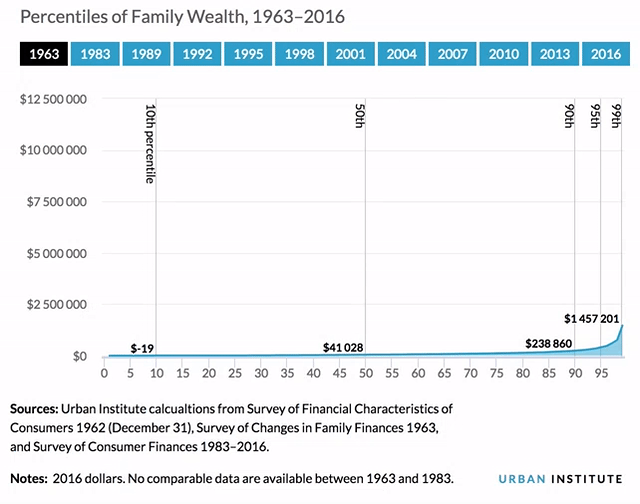 Percentiles of Family Wealth, 1963–2016
1963 1983 1989 1992 1995 1998 2001 2004 2007 2010 2013 2016
$12 500 000
$10 000 000
$7 500 000
$5 000 000
$2 500 000
$0
10th percentile
50th
90th
95th
99th
$-19
$41 028
$238 860
$1 457 201
0 5 10 15 20 25 30 35 40 45 50 55 60 65 70 75 80 85 90 95
Sources: Urban Institute calcualtions from Survey of Financial Characteristics of
Consumers 1962 (December 31), Survey of Changes in Family Finances 1963,
and Survey of Consumer Finances 1983–2016.
Notes: 2016 dollars. No comparable data are available between 1963 and 1983.
URBAN INSTITUTE